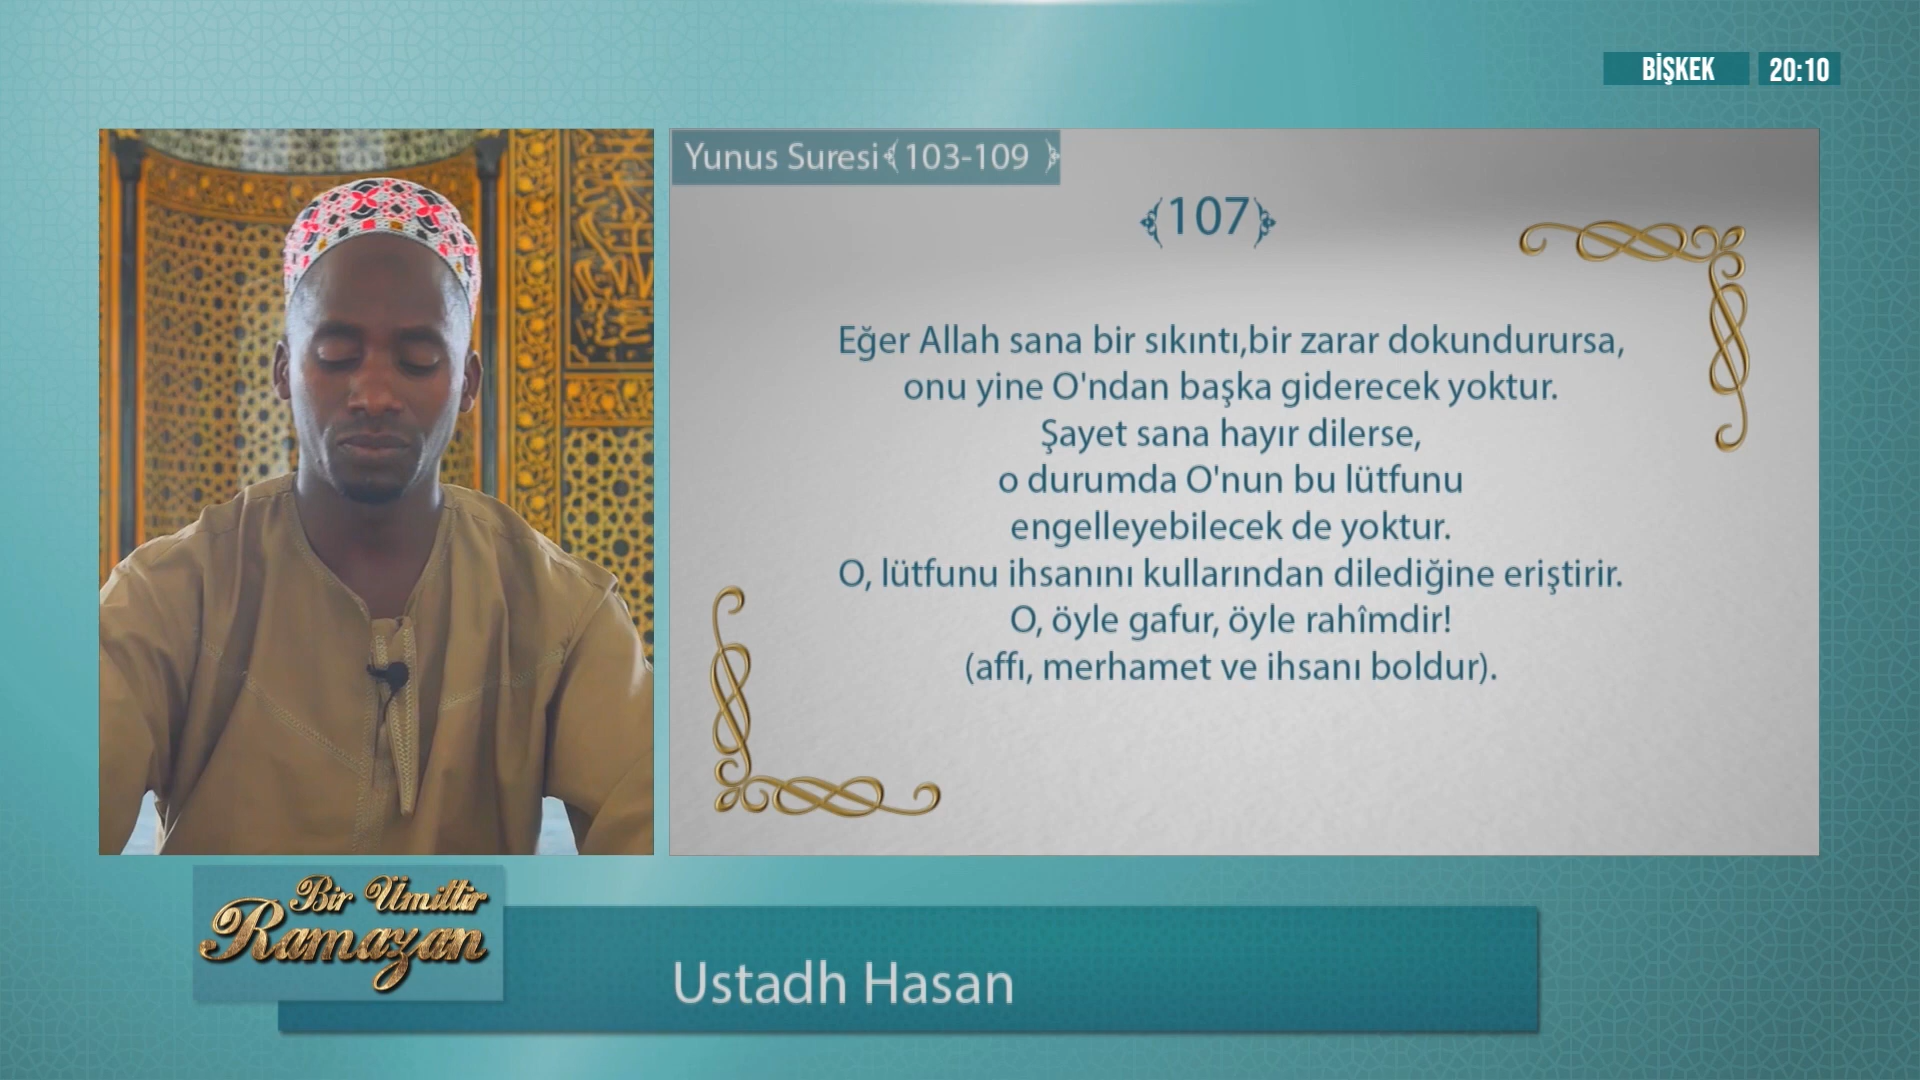 BİŞKEK 20:10
Yunus Suresi﴾103-109 ﴿
﴾107﴿
Eğer Allah sana bir sıkıntı,bir zarar dokundurursa,
onu yine O'ndan başka giderecek yoktur.
Şayet sana hayır dilerse,
o durumda O'nun bu lütfunu
engelleyebilecek de yoktur.
O, lütfunu ihsanını kullarından dilediğine eriştirir.
O, öyle gafur, öyle rahîmdir!
(affı, merhamet ve ihsanı boldur).
Bir Ümittir
Ramazan
Ustadh Hasan